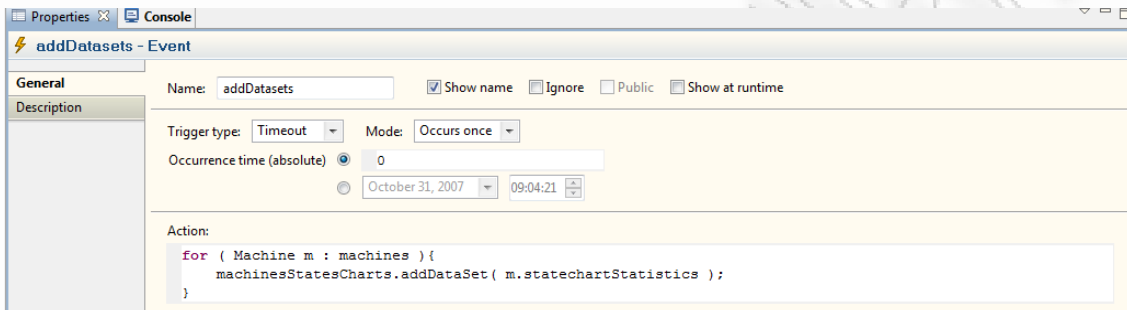 Properties Console
addDatasets - Event
General
Description
Name: addDatasets Show name Ignore Public Show at runtime
Trigger type: Timeout Mode: Occurs once
Occurrence time (absolute) 0
October 31, 2007 09:04:21
Action:
for ( Machine m : machines ){
machinesStatesCharts.addDataSet( m.statechartStatistics );
}